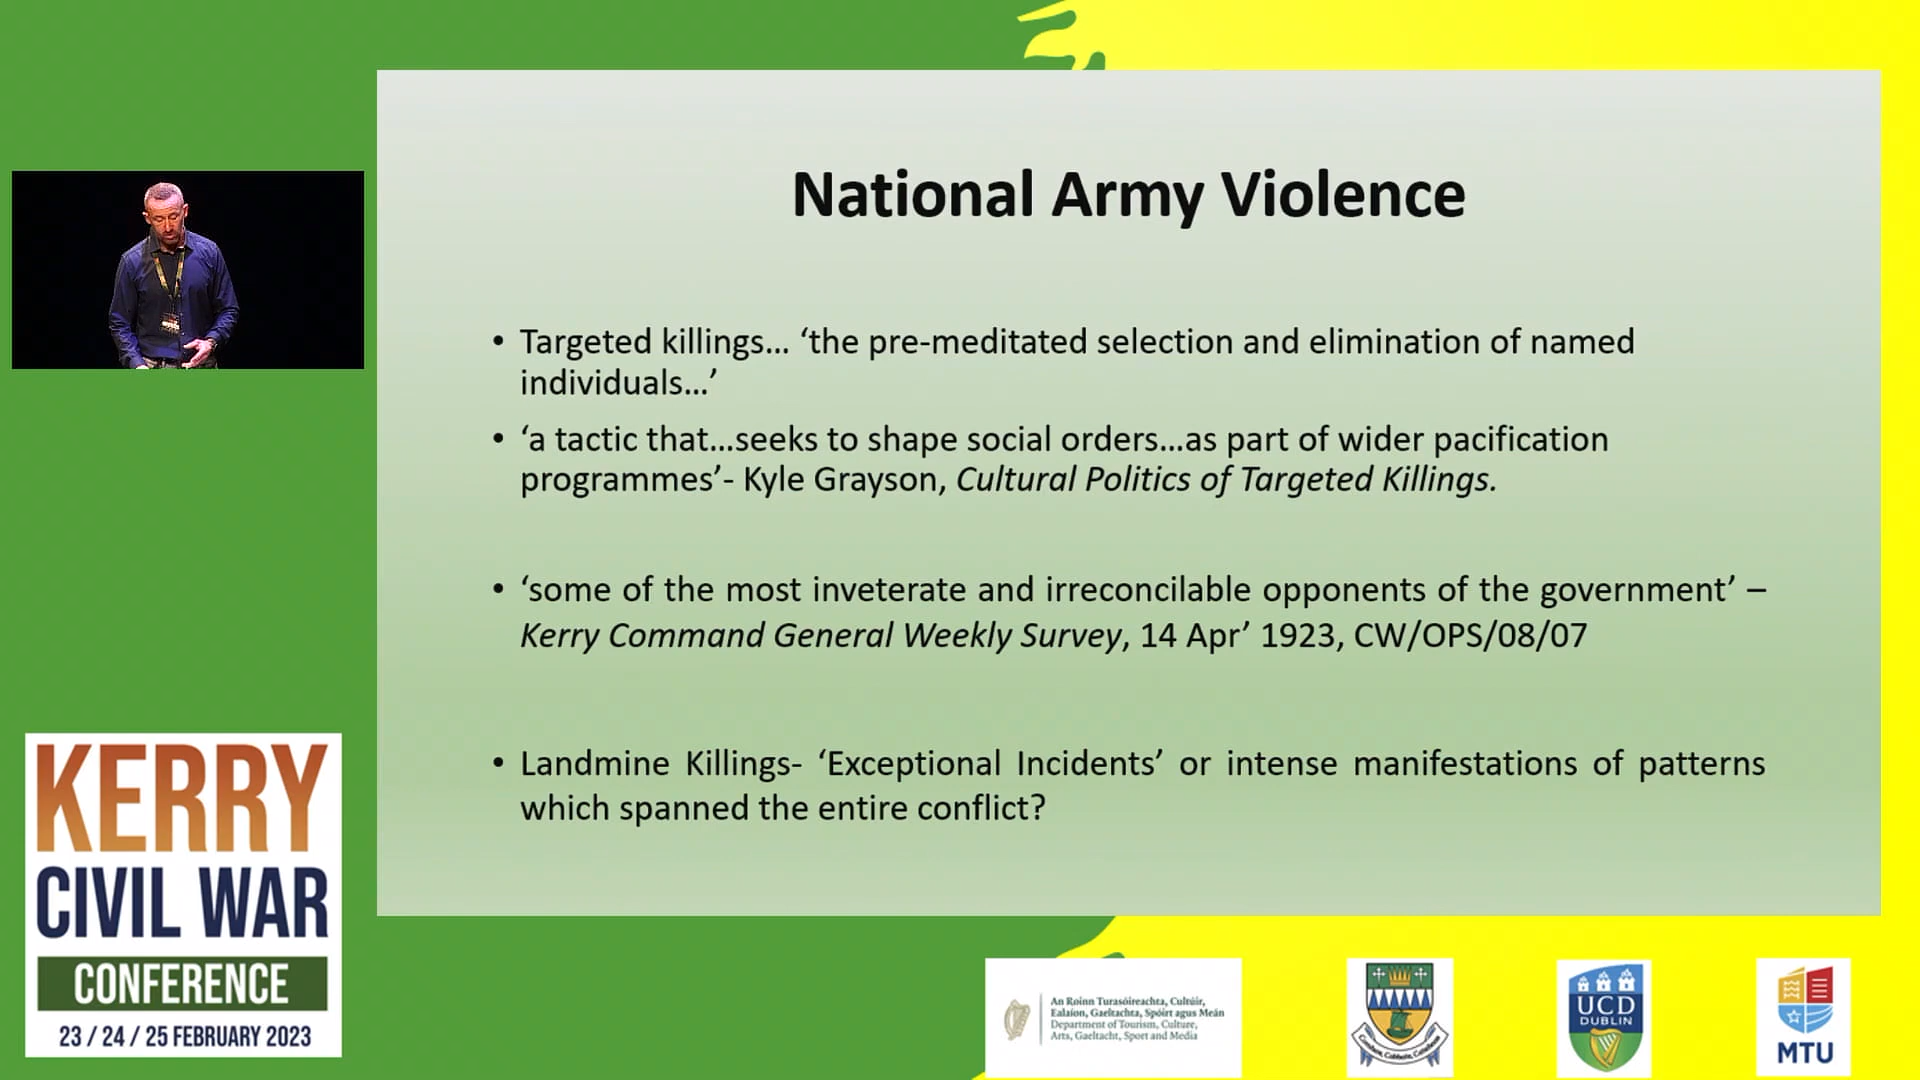 National Army Violence
• Targeted killings... ‘the pre-meditated selection and elimination of named
individuals...’
• ‘a tactic that...seeks to shape social orders...as part of wider pacification
programmes’- Kyle Grayson, Cultural Politics of Targeted Killings.
• ‘some of the most inveterate and irreconcilable opponents of the government’ –
Kerry Command General Weekly Survey, 14 Apr’ 1923, CW/OPS/08/07
• Landmine Killings- ‘Exceptional Incidents’ or intense manifestations of patterns
which spanned the entire conflict?
KERRY
CIVIL WAR
CONFERENCE
23 / 24 / 25 FEBRUARY 2023
An Roinn Turasóireachta, Cultúir,
Ealaíon, Gaeltachta, Spóirt agus Meán
Department of Tourism, Culture,
Arts, Gaeltacht, Sport and Media
UCD
DUBLIN
MTU